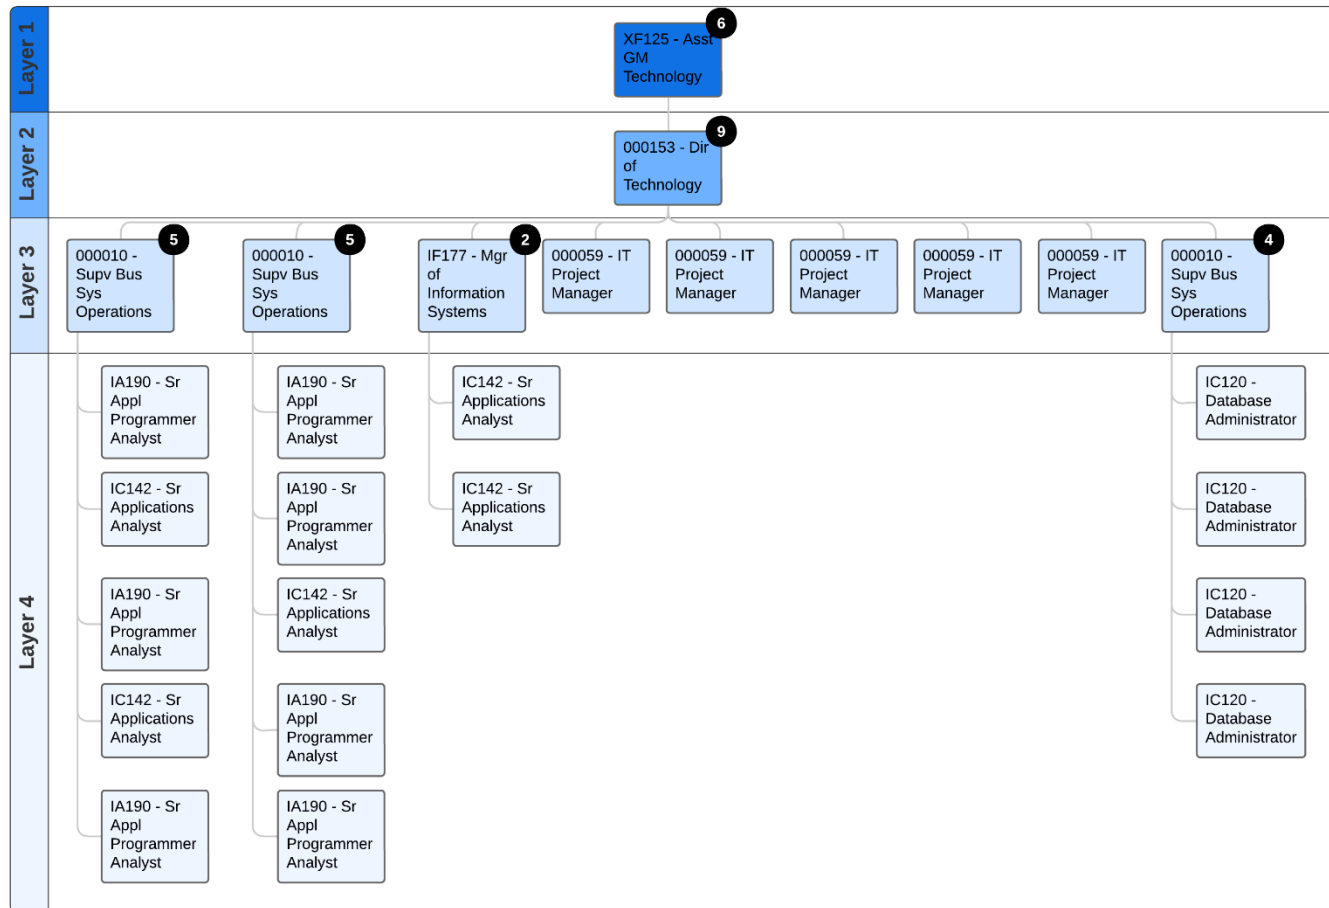 Layer 1
6
XF125 - Asst
GM
Technology
Layer 2
9
000153 - Dir
of
Technology
Layer 3
5
000010 -
Supv Bus
Sys
Operations
5
000010 -
Supv Bus
Sys
Operations
2
IF177 - Mgr
of
Information
Systems
000059 - IT
Project
Manager
000059 - IT
Project
Manager
000059 - IT
Project
Manager
000059 - IT
Project
Manager
000059 - IT
Project
Manager
4
000010 -
Supv Bus
Sys
Operations
Layer 4
IA190 - Sr
Appl
Programmer
Analyst
IC142 - Sr
Applications
Analyst
IA190 - Sr
Appl
Programmer
Analyst
IC142 - Sr
Applications
Analyst
IA190 - Sr
Appl
Programmer
Analyst
IA190 - Sr
Appl
Programmer
Analyst
IA190 - Sr
Appl
Programmer
Analyst
IC142 - Sr
Applications
Analyst
IA190 - Sr
Appl
Programmer
Analyst
IA190 - Sr
Appl
Programmer
Analyst
IC142 - Sr
Applications
Analyst
IC142 - Sr
Applications
Analyst
IC120 -
Database
Administrator
IC120 -
Database
Administrator
IC120 -
Database
Administrator
IC120 -
Database
Administrator